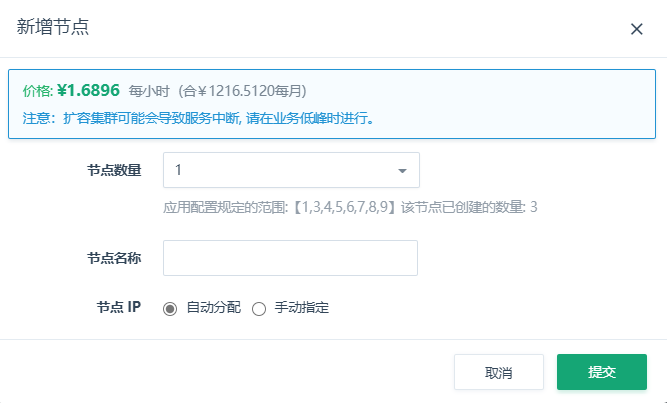 新增节点
价格: ¥1.6896 每小时 (合¥1216.5120每月)
注意：扩容集群可能会导致服务中断, 请在业务低峰时进行。
节点数量 1
应用配置规定的范围:【1,3,4,5,6,7,8,9】该节点已创建的数量: 3
节点名称
节点 IP 自动分配 手动指定
取消 提交